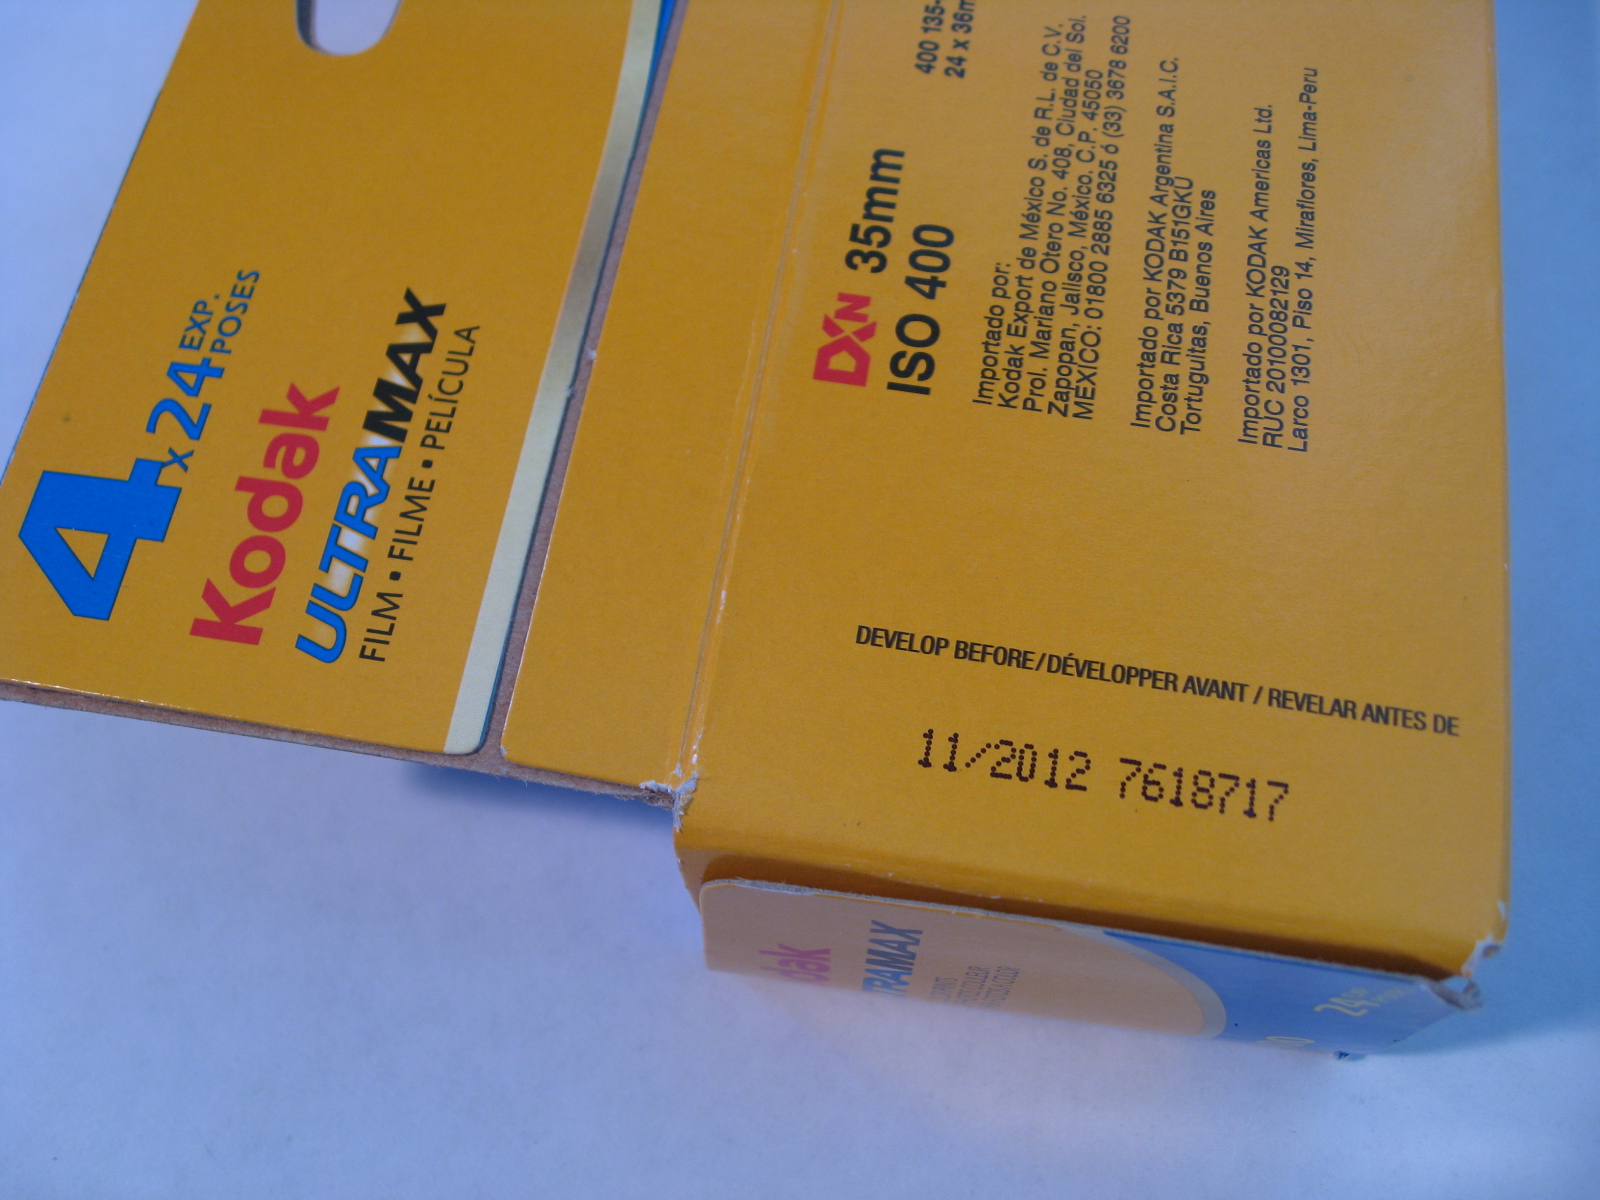 4
x 24 EXP.
POSES
Kodak
ULTRAMAX
FILM • FILME • PELÍCULA
400 135-
24 x 36m
DXN 35mm
ISO 400
Importado por:
Kodak Export de México S. de R.L. de C.V.
Prol. Mariano Otero No. 408, Ciudad del Sol.
Zapopan, Jalisco, México. C.P. 45050
MEXICO: 01800 2885 6325 ó (33) 3678 6200
Importado por KODAK Argentina S.A.I.C.
Costa Rica 5379 B151GKU
Tortuguitas, Buenos Aires
Importado por KODAK Americas Ltd.
RUC 20100082129
Larco 1301, Piso 14, Miraflores, Lima-Peru
DEVELOP BEFORE/DÉVELOPPER AVANT / REVELAR ANTES DE
11/2012 7618717
Kodak
TRAMAX
24